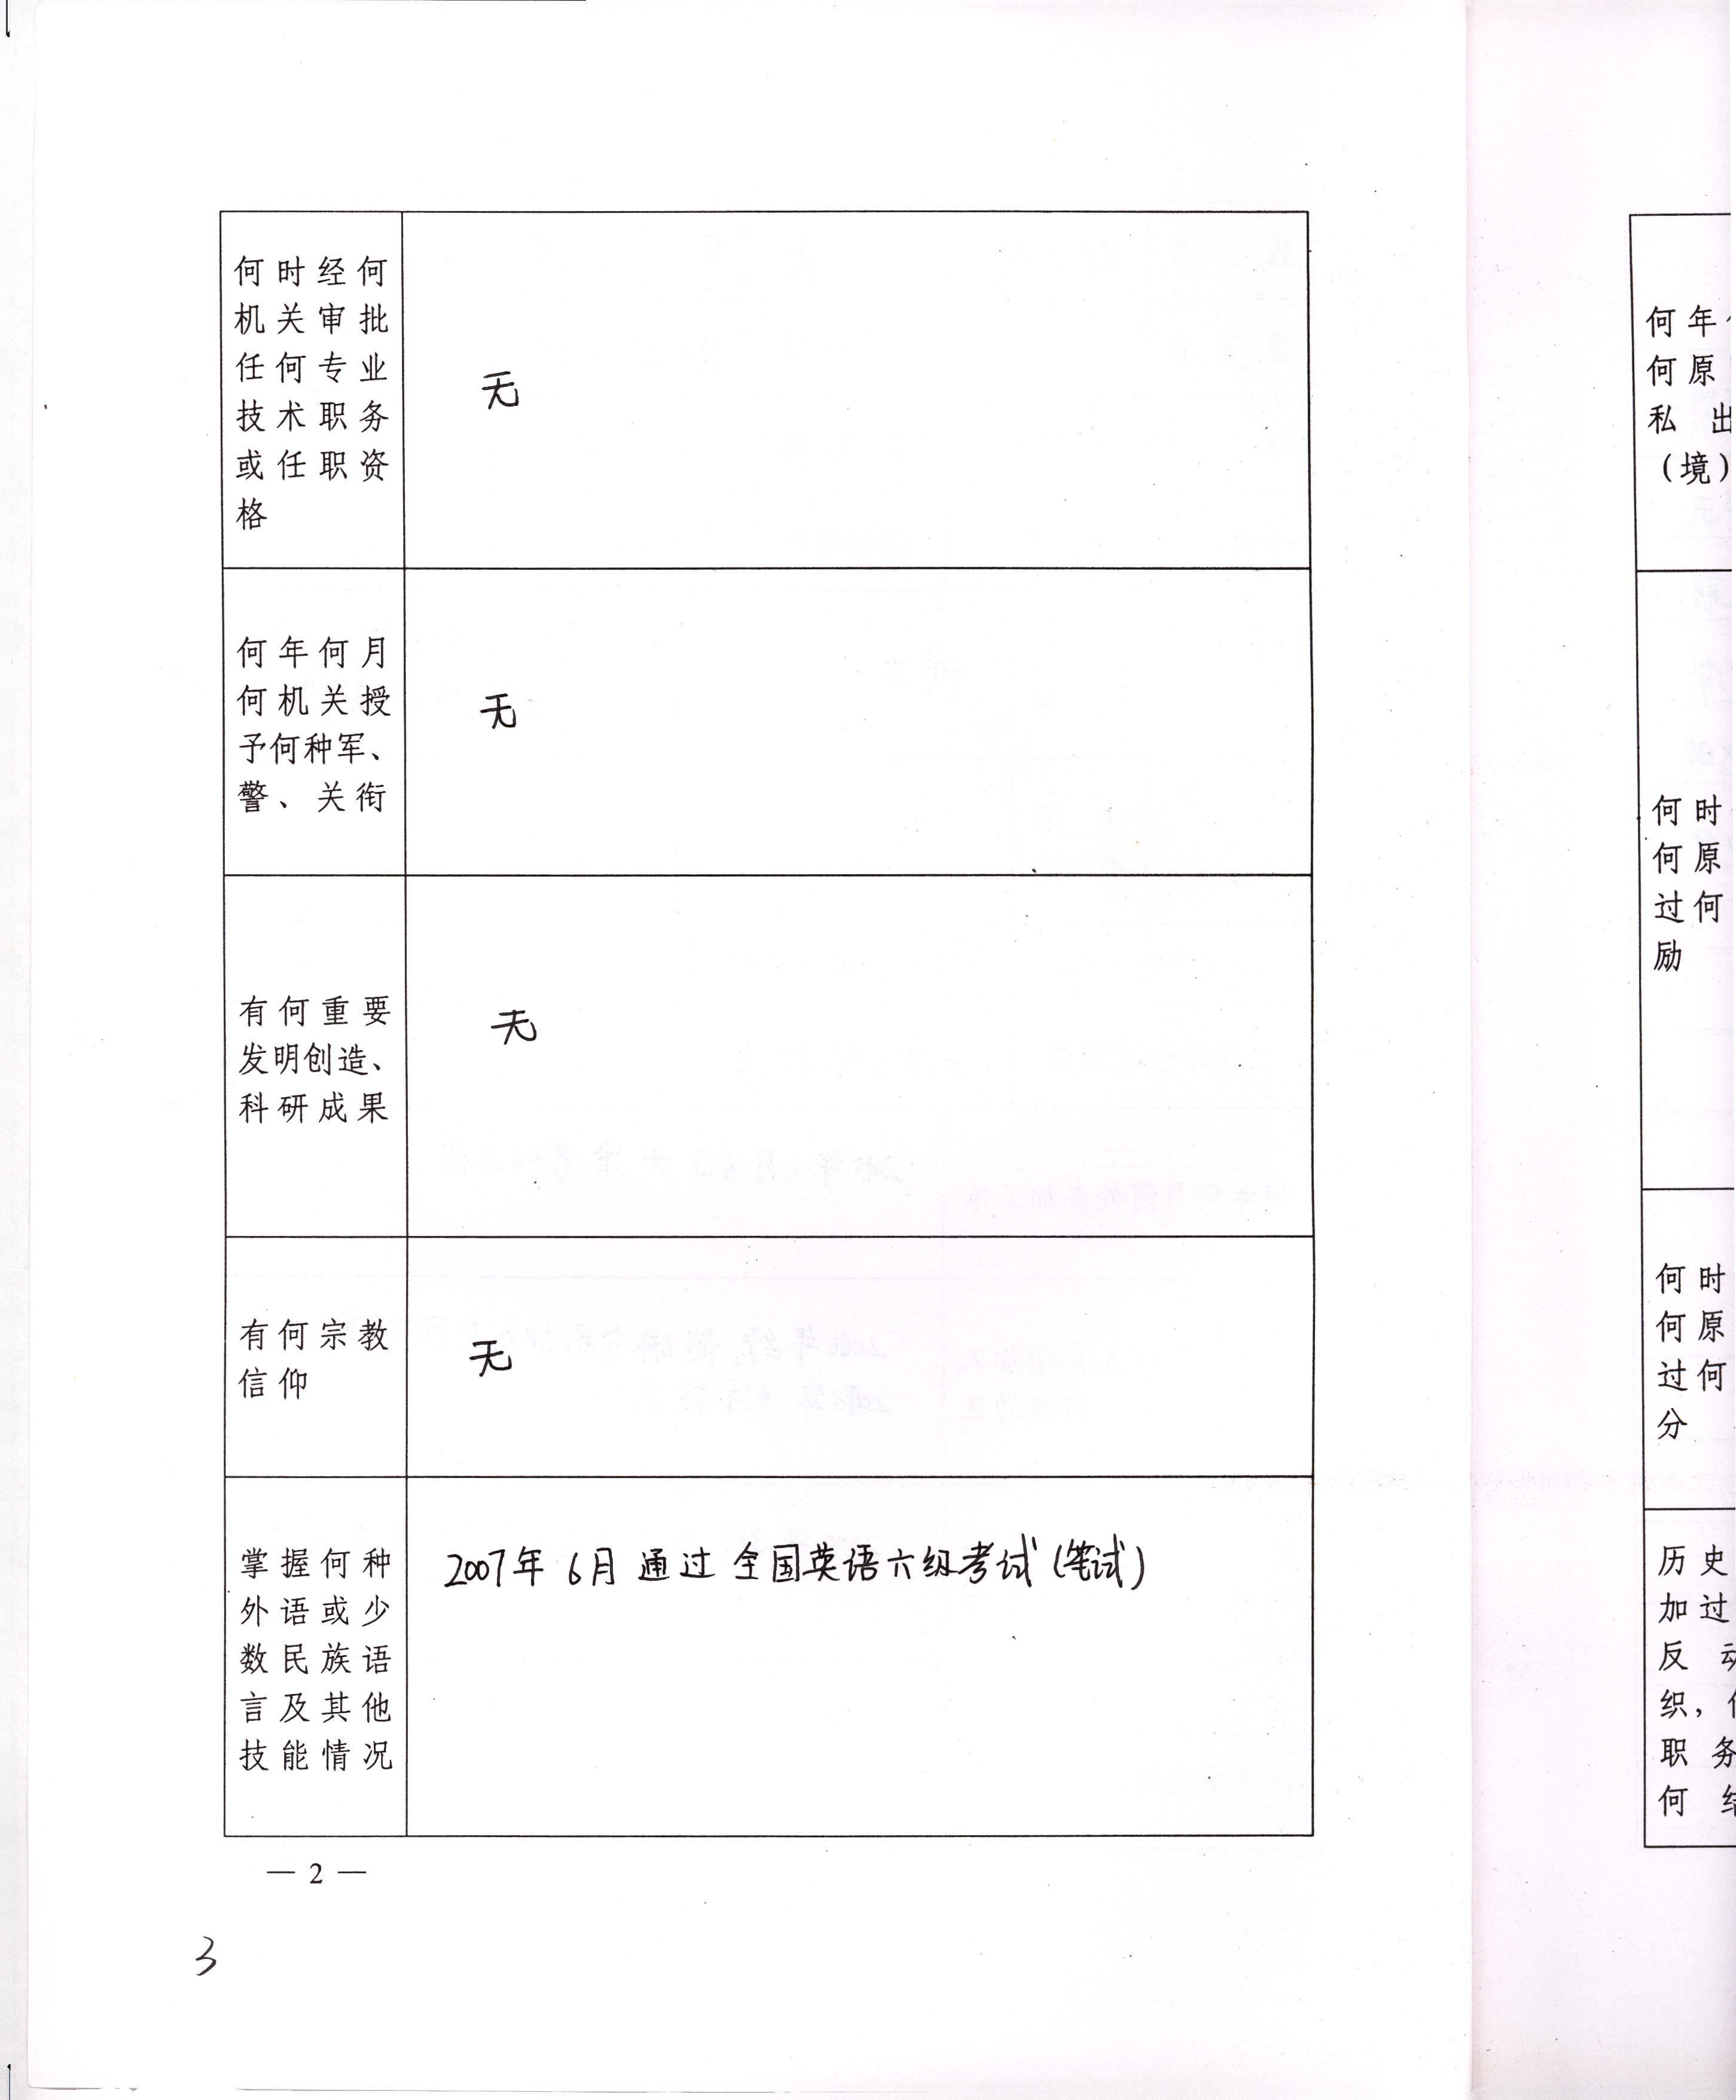 何时经何
机关审批
任何专业
技术职务
或任职资
格
无
何年何月
何机关授
予何种军、
警、关衔
无
有何重要
发明创造、
科研成果
无
有何宗教
信仰
无
掌握何种
外语或少
数民族语
言及其他
技能情况
2007年6月通过全国英语六级考试(笔试)
— 2 —
3
何年
何原
私出
(境)
何时
何原
过何
励
何时
何原
过何
分
历史
加过
反
织,
职务
何